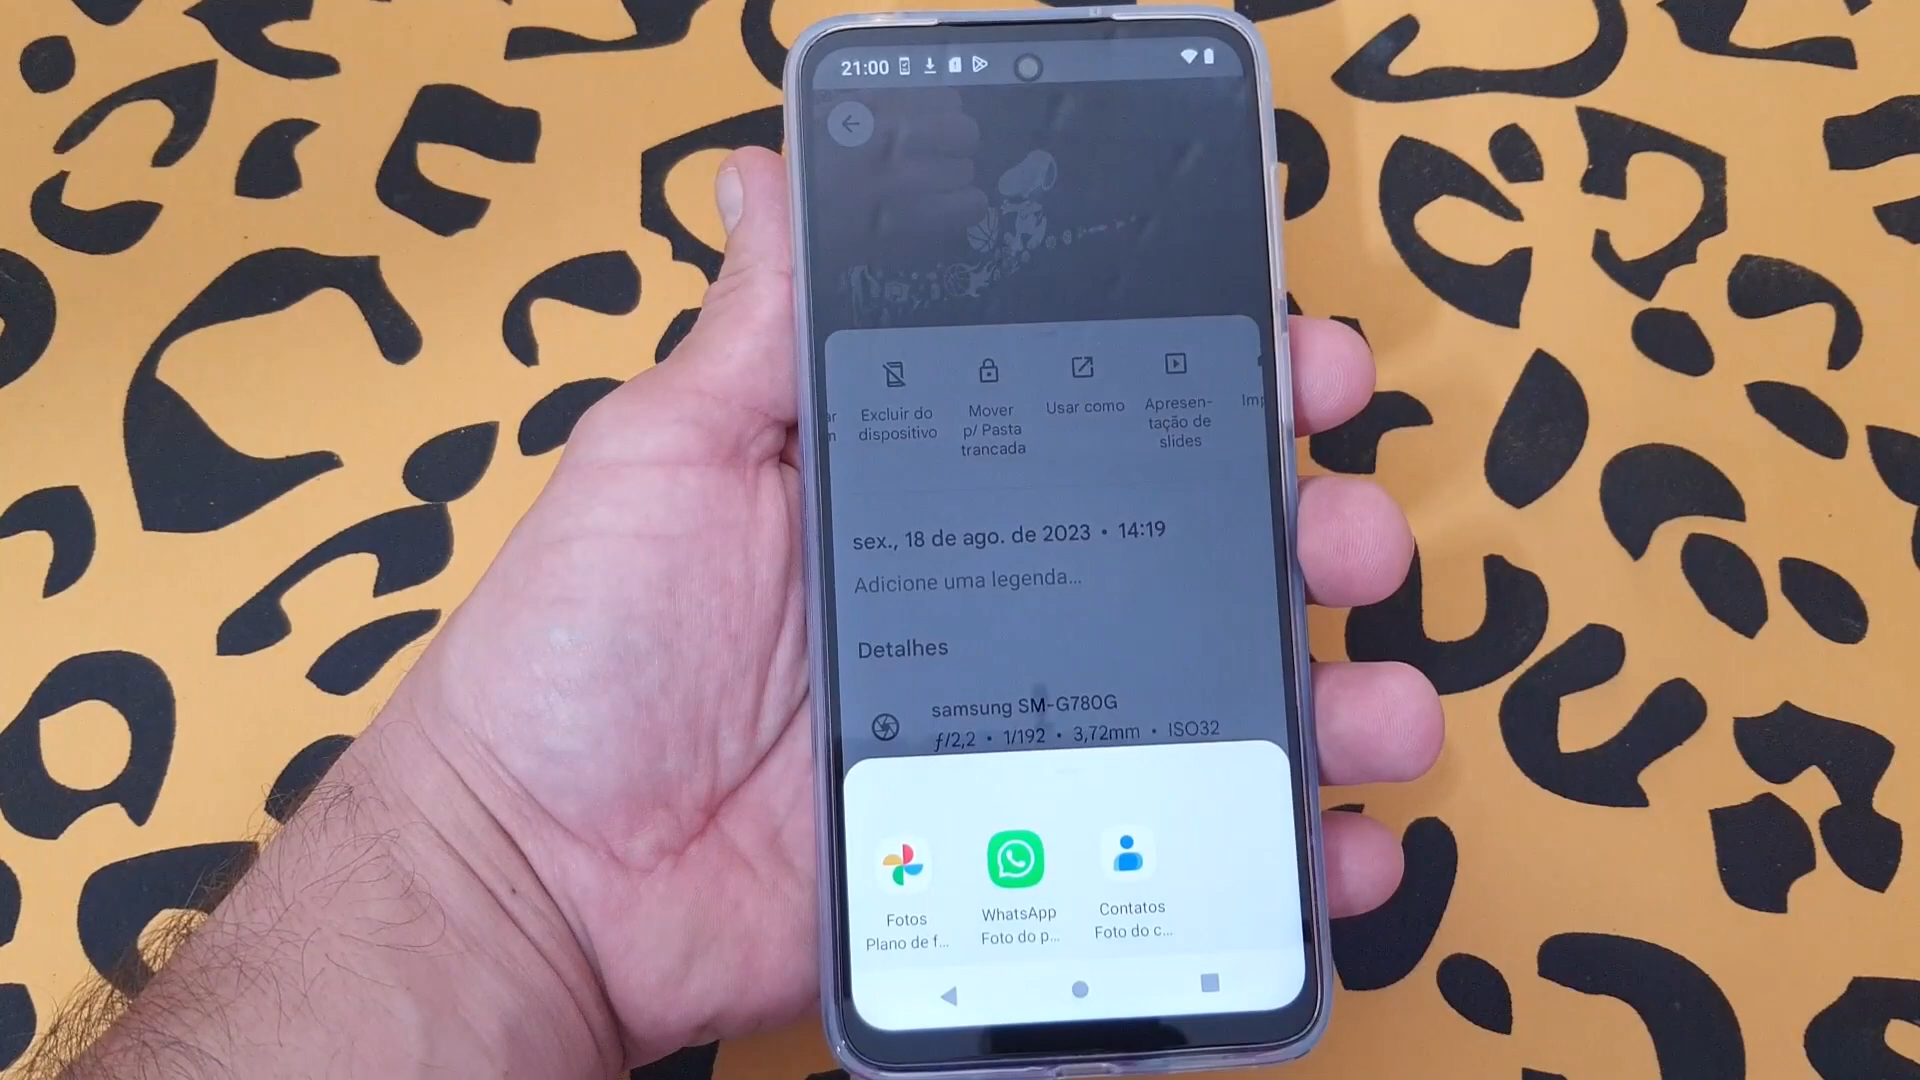 21:00
Excluir do
dispositivo
Mover
p/ Pasta
trancada
Usar como
Apresen-
tação de
slides
Imp
sex., 18 de ago. de 2023 • 14:19
Adicione uma legenda...
Detalhes
samsung SM-G780G
f/2,2 • 1/192 • 3,72mm • ISO32
Fotos
Plano de f...
WhatsApp
Foto do p...
Contatos
Foto do c...